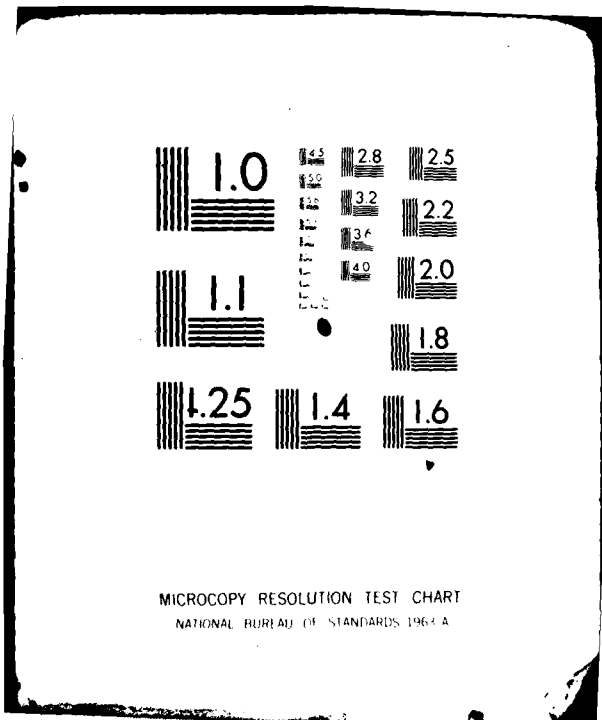 1.0
4.5 2.8 2.5
5.0
3.2 2.2
3.6
4.0 2.0
1.1
1.8
1.25 1.4 1.6
MICROCOPY RESOLUTION TEST CHART
NATIONAL BUREAU OF STANDARDS 1963 A